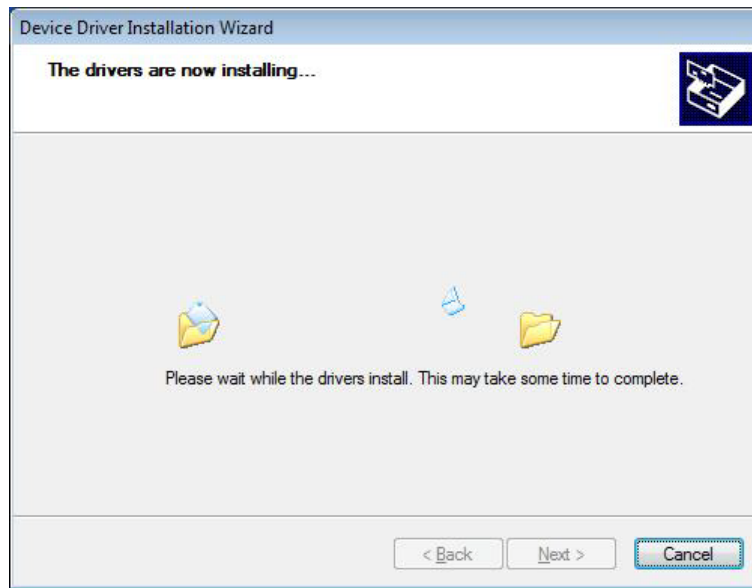 Device Driver Installation Wizard
The drivers are now installing...
Please wait while the drivers install. This may take some time to complete.
< Back
Next >
Cancel